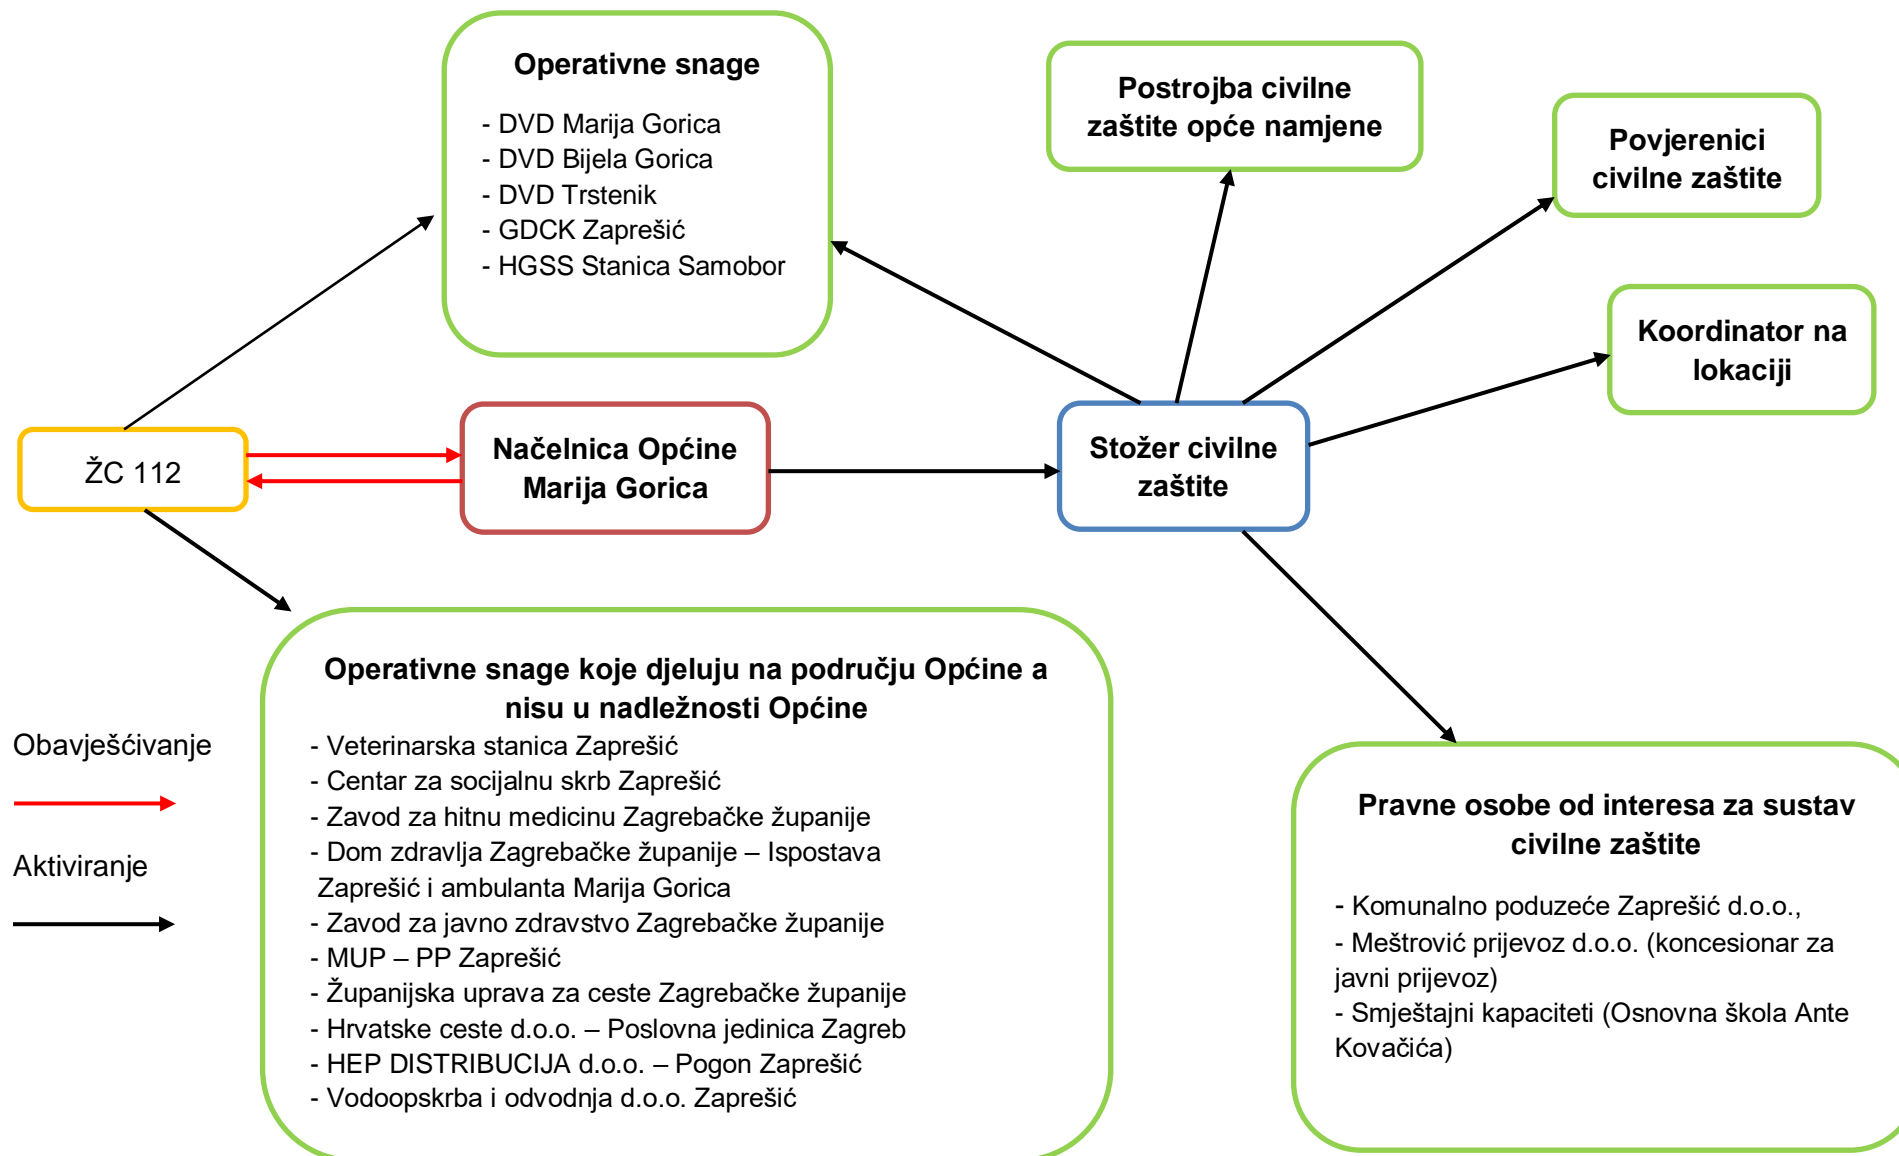 Operativne snage
- DVD Marija Gorica
- DVD Bijela Gorica
- DVD Trstenik
- GDCK Zaprešić
- HGSS Stanica Samobor
Postrojba civilne
zaštite opće namjene
Povjerenici
civilne zaštite
Koordinator na
lokaciji
ŽC 112
Načelnica Općine
Marija Gorica
Stožer civilne
zaštite
Obavješćivanje
Aktiviranje
Operativne snage koje djeluju na području Općine a
nisu u nadležnosti Općine
- Veterinarska stanica Zaprešić
- Centar za socijalnu skrb Zaprešić
- Zavod za hitnu medicinu Zagrebačke županije
- Dom zdravlja Zagrebačke županije – Ispostava
Zaprešić i ambulanta Marija Gorica
- Zavod za javno zdravstvo Zagrebačke županije
- MUP – PP Zaprešić
- Županijska uprava za ceste Zagrebačke županije
- Hrvatske ceste d.o.o. – Poslovna jedinica Zagreb
- HEP DISTRIBUCIJA d.o.o. – Pogon Zaprešić
- Vodoopskrba i odvodnja d.o.o. Zaprešić
Pravne osobe od interesa za sustav
civilne zaštite
- Komunalno poduzeće Zaprešić d.o.o.,
- Meštrović prijevoz d.o.o. (koncesionar za
javni prijevoz)
- Smještajni kapaciteti (Osnovna škola Ante
Kovačića)